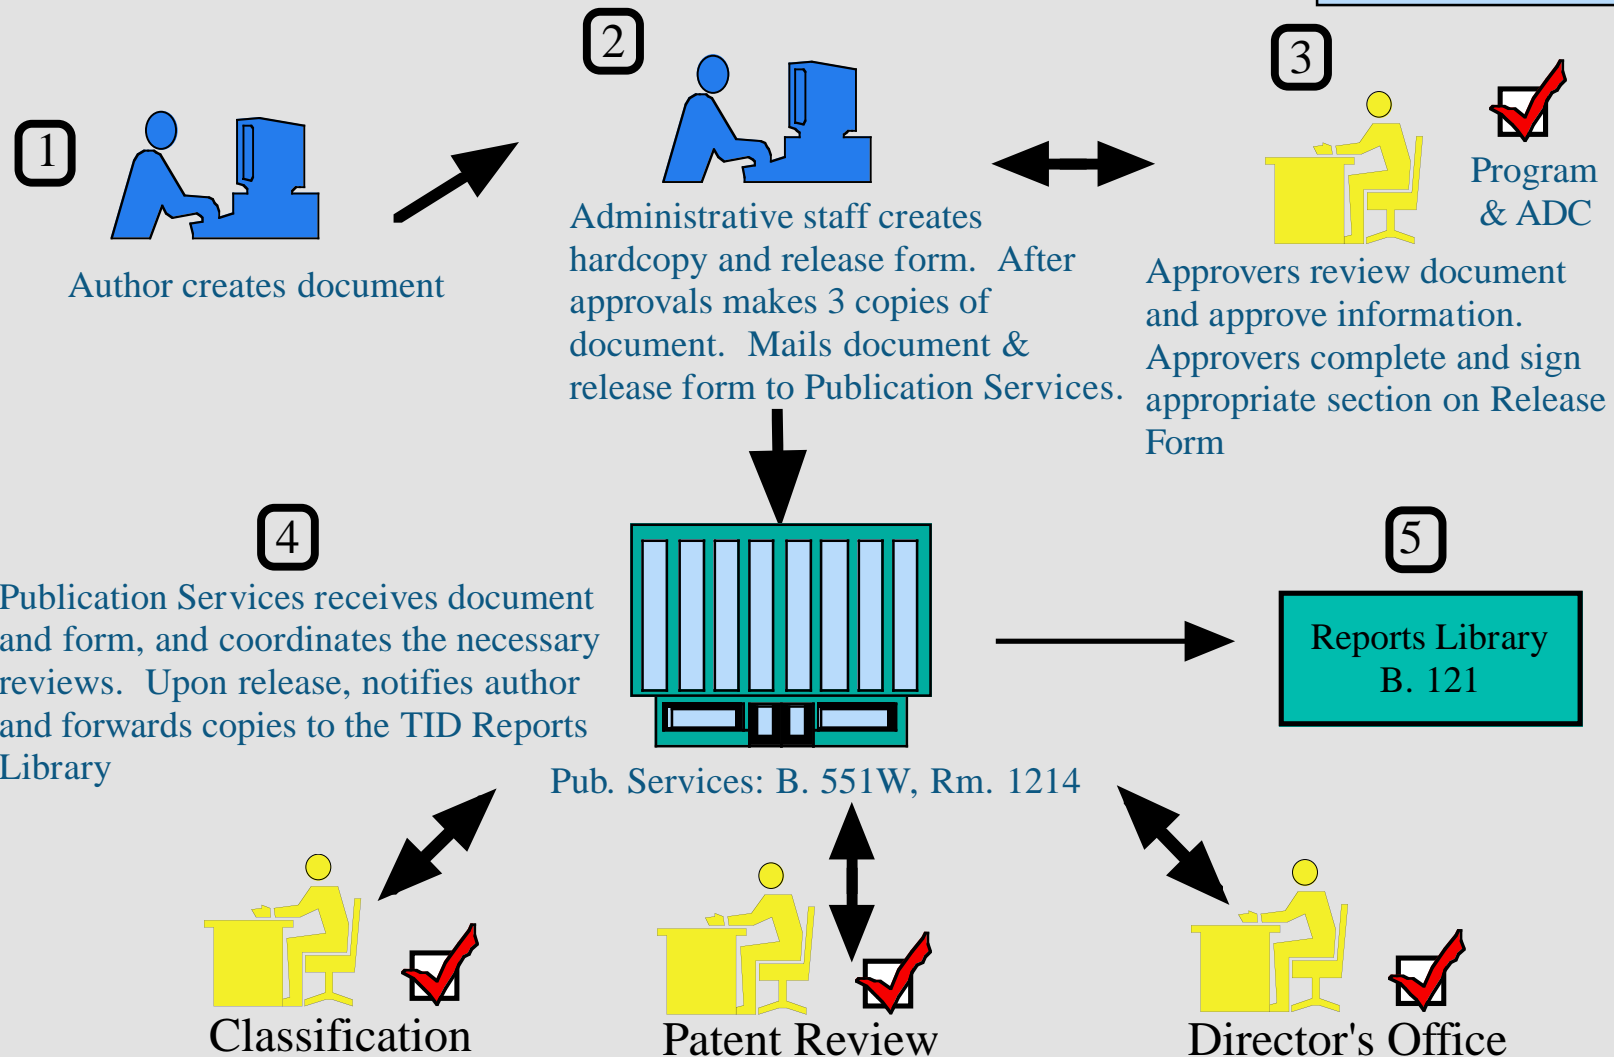 1
Author creates document
2
Administrative staff creates
hardcopy and release form.  After
approvals makes 3 copies of
document.  Mails document &
release form to Publication Services.
3
Program
& ADC
Approvers review document
and approve information.
Approvers complete and sign
appropriate section on Release
Form
4
Publication Services receives document
and form, and coordinates the necessary
reviews.  Upon release, notifies author
and forwards copies to the TID Reports
Library
Pub. Services: B. 551W, Rm. 1214
5
Reports Library
B. 121
Classification
Patent Review
Director's Office